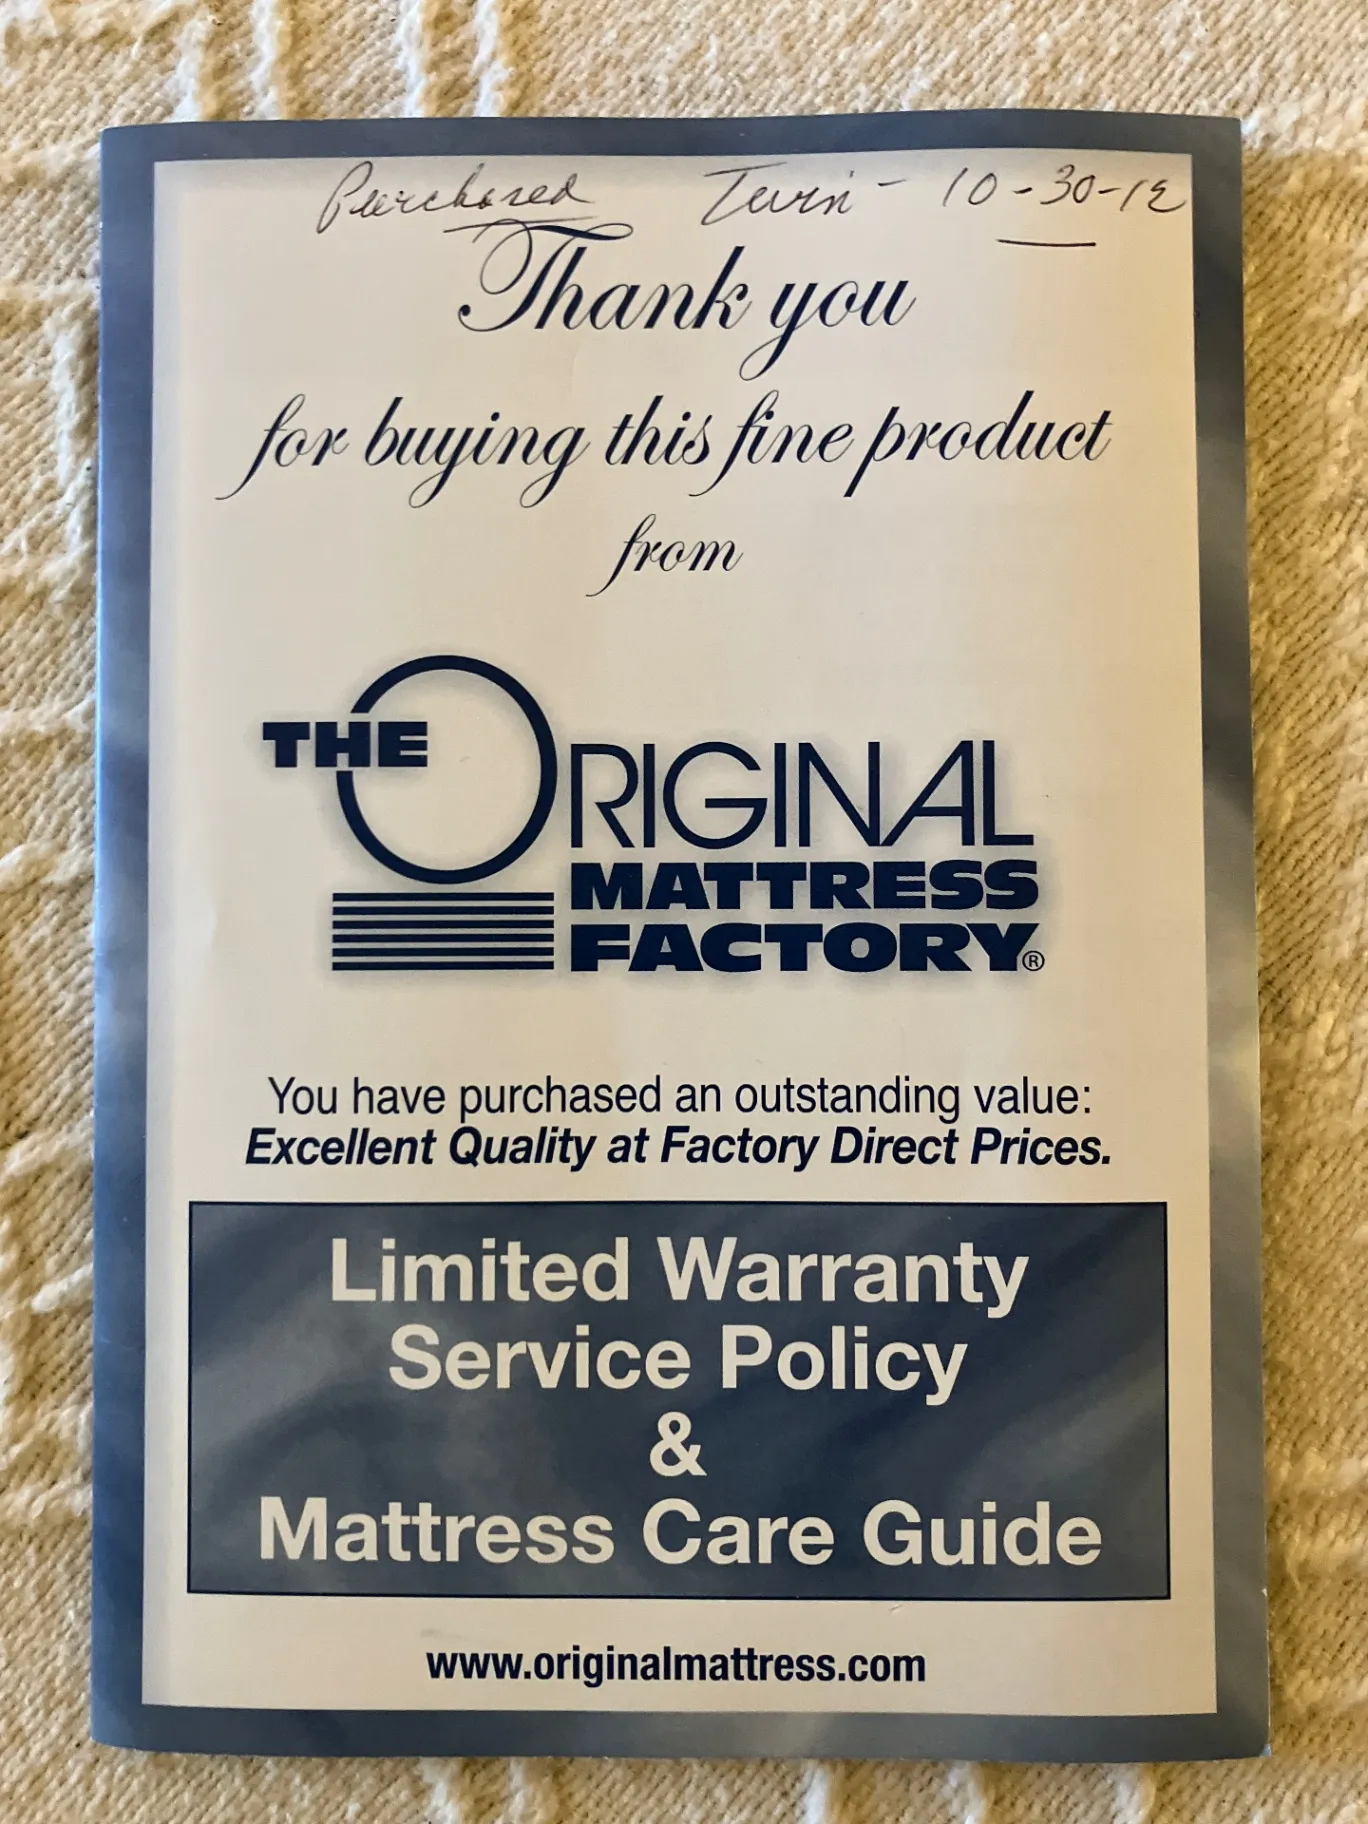 Purchased Twin - 10-30-12
Thank you
for buying this fine product
from
THE ORIGINAL
MATTRESS
FACTORY®
You have purchased an outstanding value:
Excellent Quality at Factory Direct Prices.
Limited Warranty
Service Policy
&
Mattress Care Guide
www.originalmattress.com